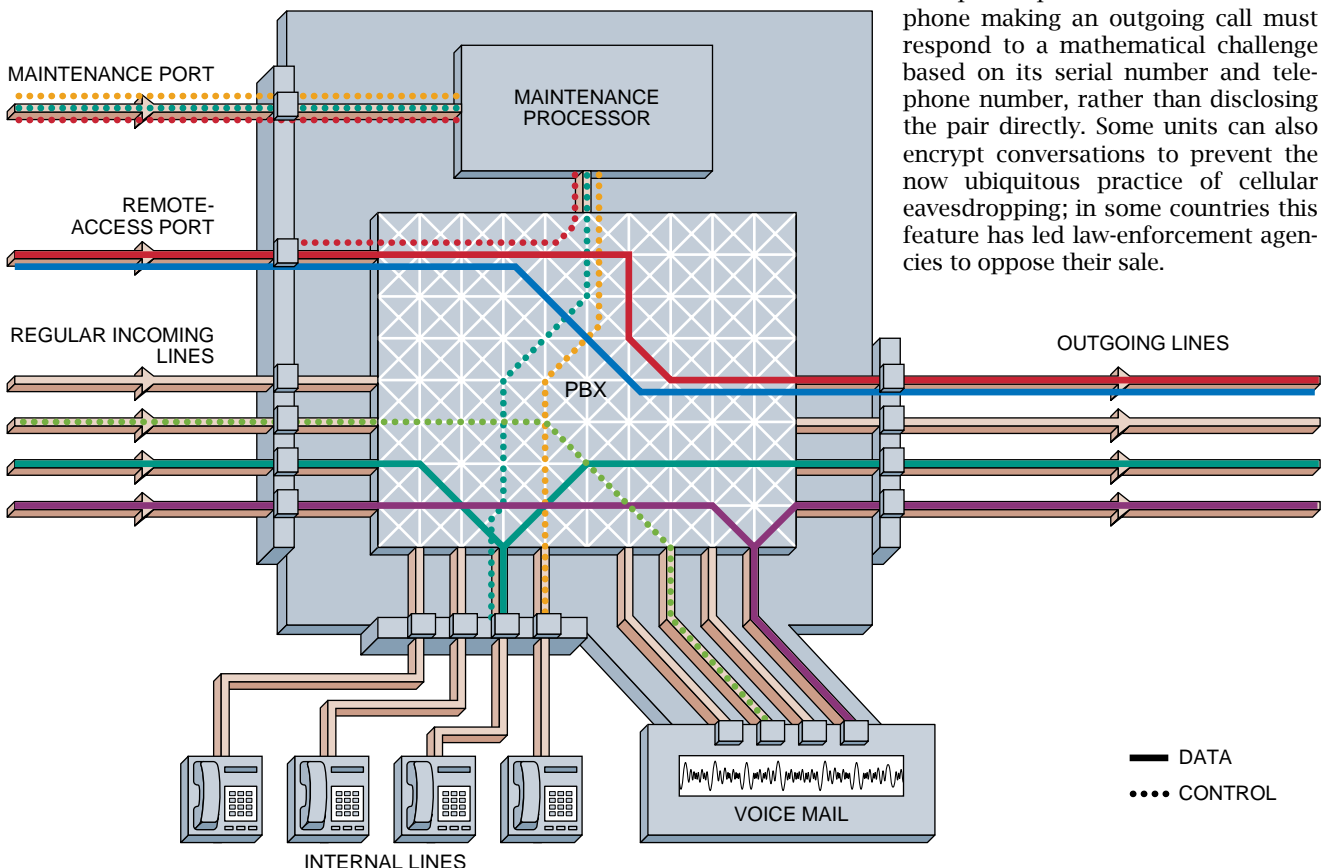 phone making an outgoing call must
respond to a mathematical challenge
based on its serial number and tele-
phone number, rather than disclosing
the pair directly. Some units can also
encrypt conversations to prevent the
now ubiquitous practice of cellular
eavesdropping; in some countries this
feature has led law-enforcement agen-
cies to oppose their sale.
MAINTENANCE PORT
MAINTENANCE
PROCESSOR
REMOTE-
ACCESS PORT
REGULAR INCOMING
LINES
OUTGOING LINES
PBX
VOICE MAIL
INTERNAL LINES
DATA
CONTROL